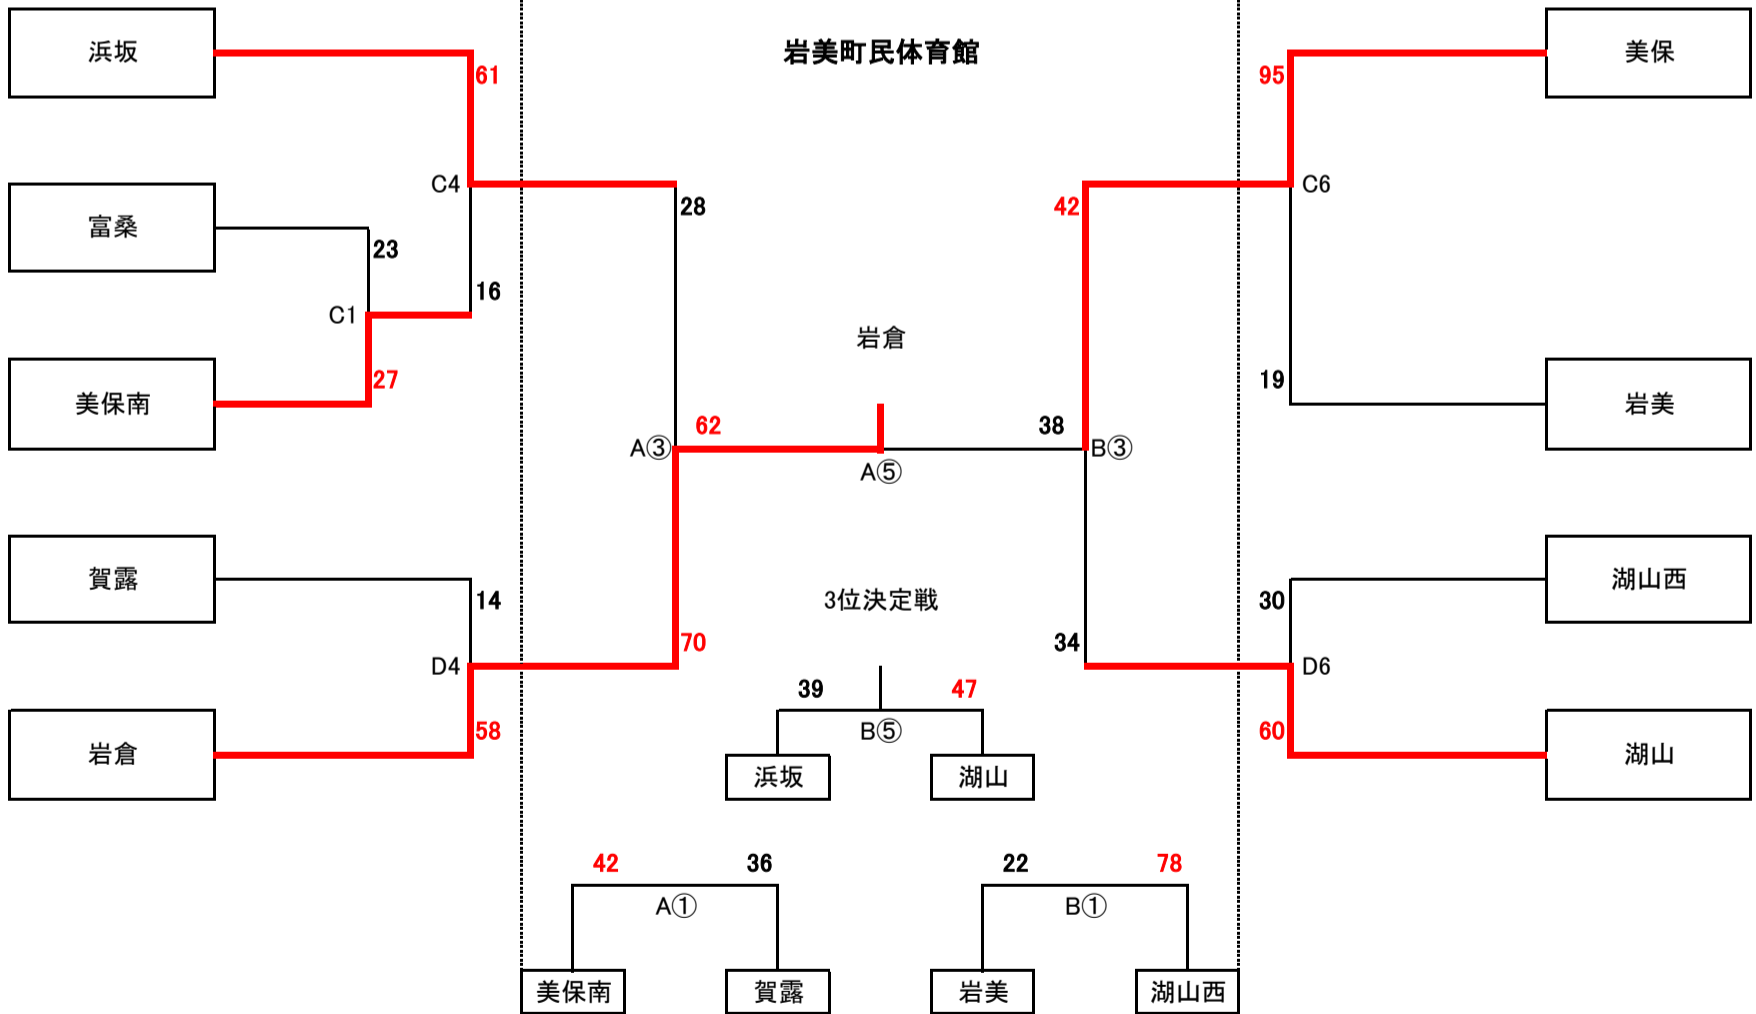 岩美町民体育館
浜坂
61
95
美保
C4
C6
28
42
富桑
23
16
C1
27
美保南
19
岩美
岩倉
62
38
A③
B③
A⑤
賀露
14
3位決定戦
30
湖山西
70
34
D4
D6
39
47
岩倉
58
B⑤
60
湖山
浜坂
湖山
42
36
22
78
A①
B①
美保南
賀露
岩美
湖山西